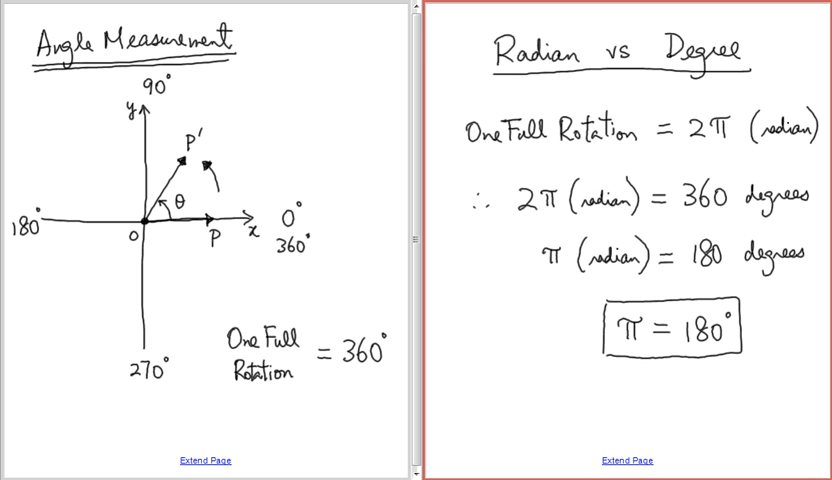 Angle Measurement
90°
y
P'
θ
180°
0°
O
P
x
360°
One Full
Rotation
= 360°
270°
Extend Page
Radian vs Degree
One Full Rotation = 2π (radian)
∴ 2π (radian) = 360 degrees
π (radian) = 180 degrees
π = 180°
Extend Page